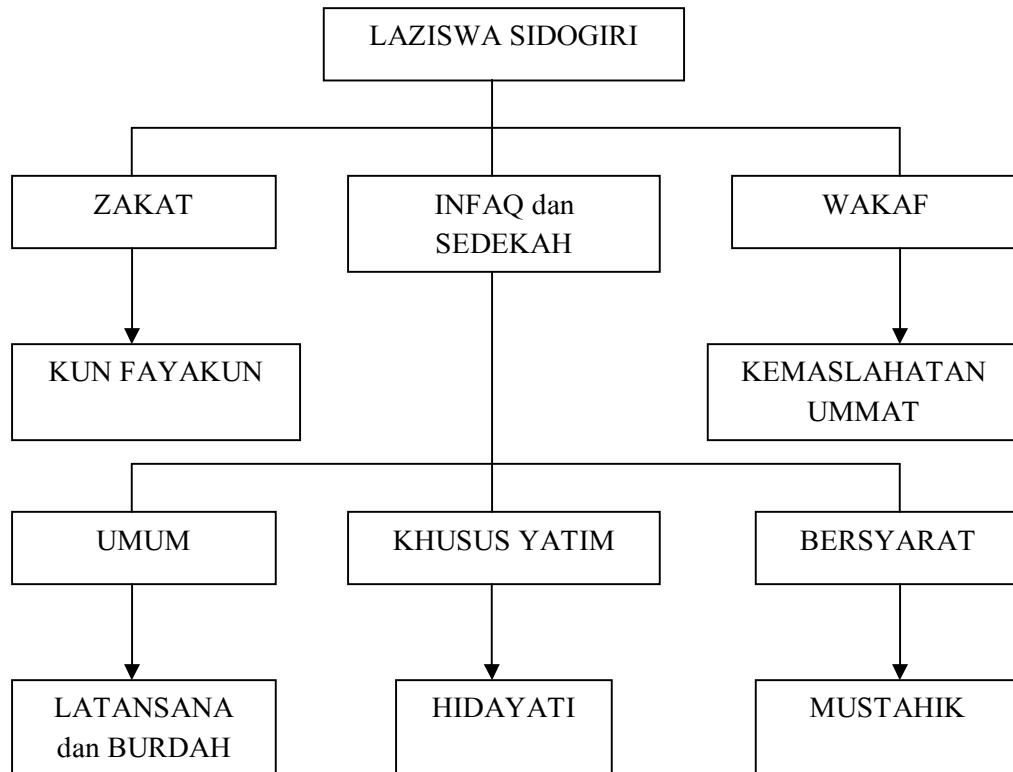 LAZISWA SIDOGIRI
ZAKAT
INFAQ dan
SEDEKAH
WAKAF
KUN FAYAKUN
KEMASLAHATAN
UMMAT
UMUM
KHUSUS YATIM
BERSYARAT
LATANSANA
dan BURDAH
HIDAYATI
MUSTAHIK